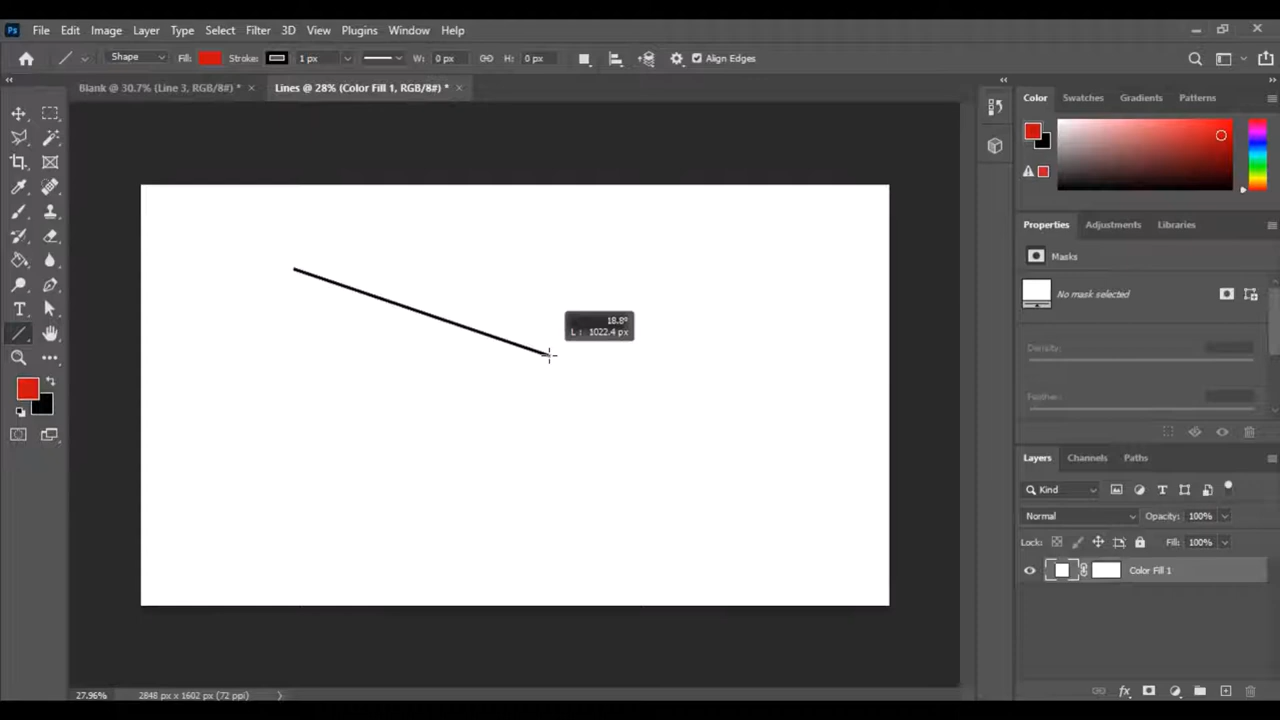 Ps File Edit Image Layer Type Select Filter 3D View Plugins Window Help
Shape Fill: Stroke: 1 px W: 0 px H: 0 px Align Edges
Blank @ 30.7% (Line 3, RGB/8#) * × Lines @ 28% (Color Fill 1, RGB/8#) * ×
Color Swatches Gradients Patterns
Properties Adjustments Libraries
Masks
No mask selected
18.8°
L : 1022.4 px
Density:
Feather:
Layers Channels Paths
Kind
Normal Opacity: 100%
Lock: Fill: 100%
Color Fill 1
fx
27.96% 2848 px x 1602 px (72 ppi)